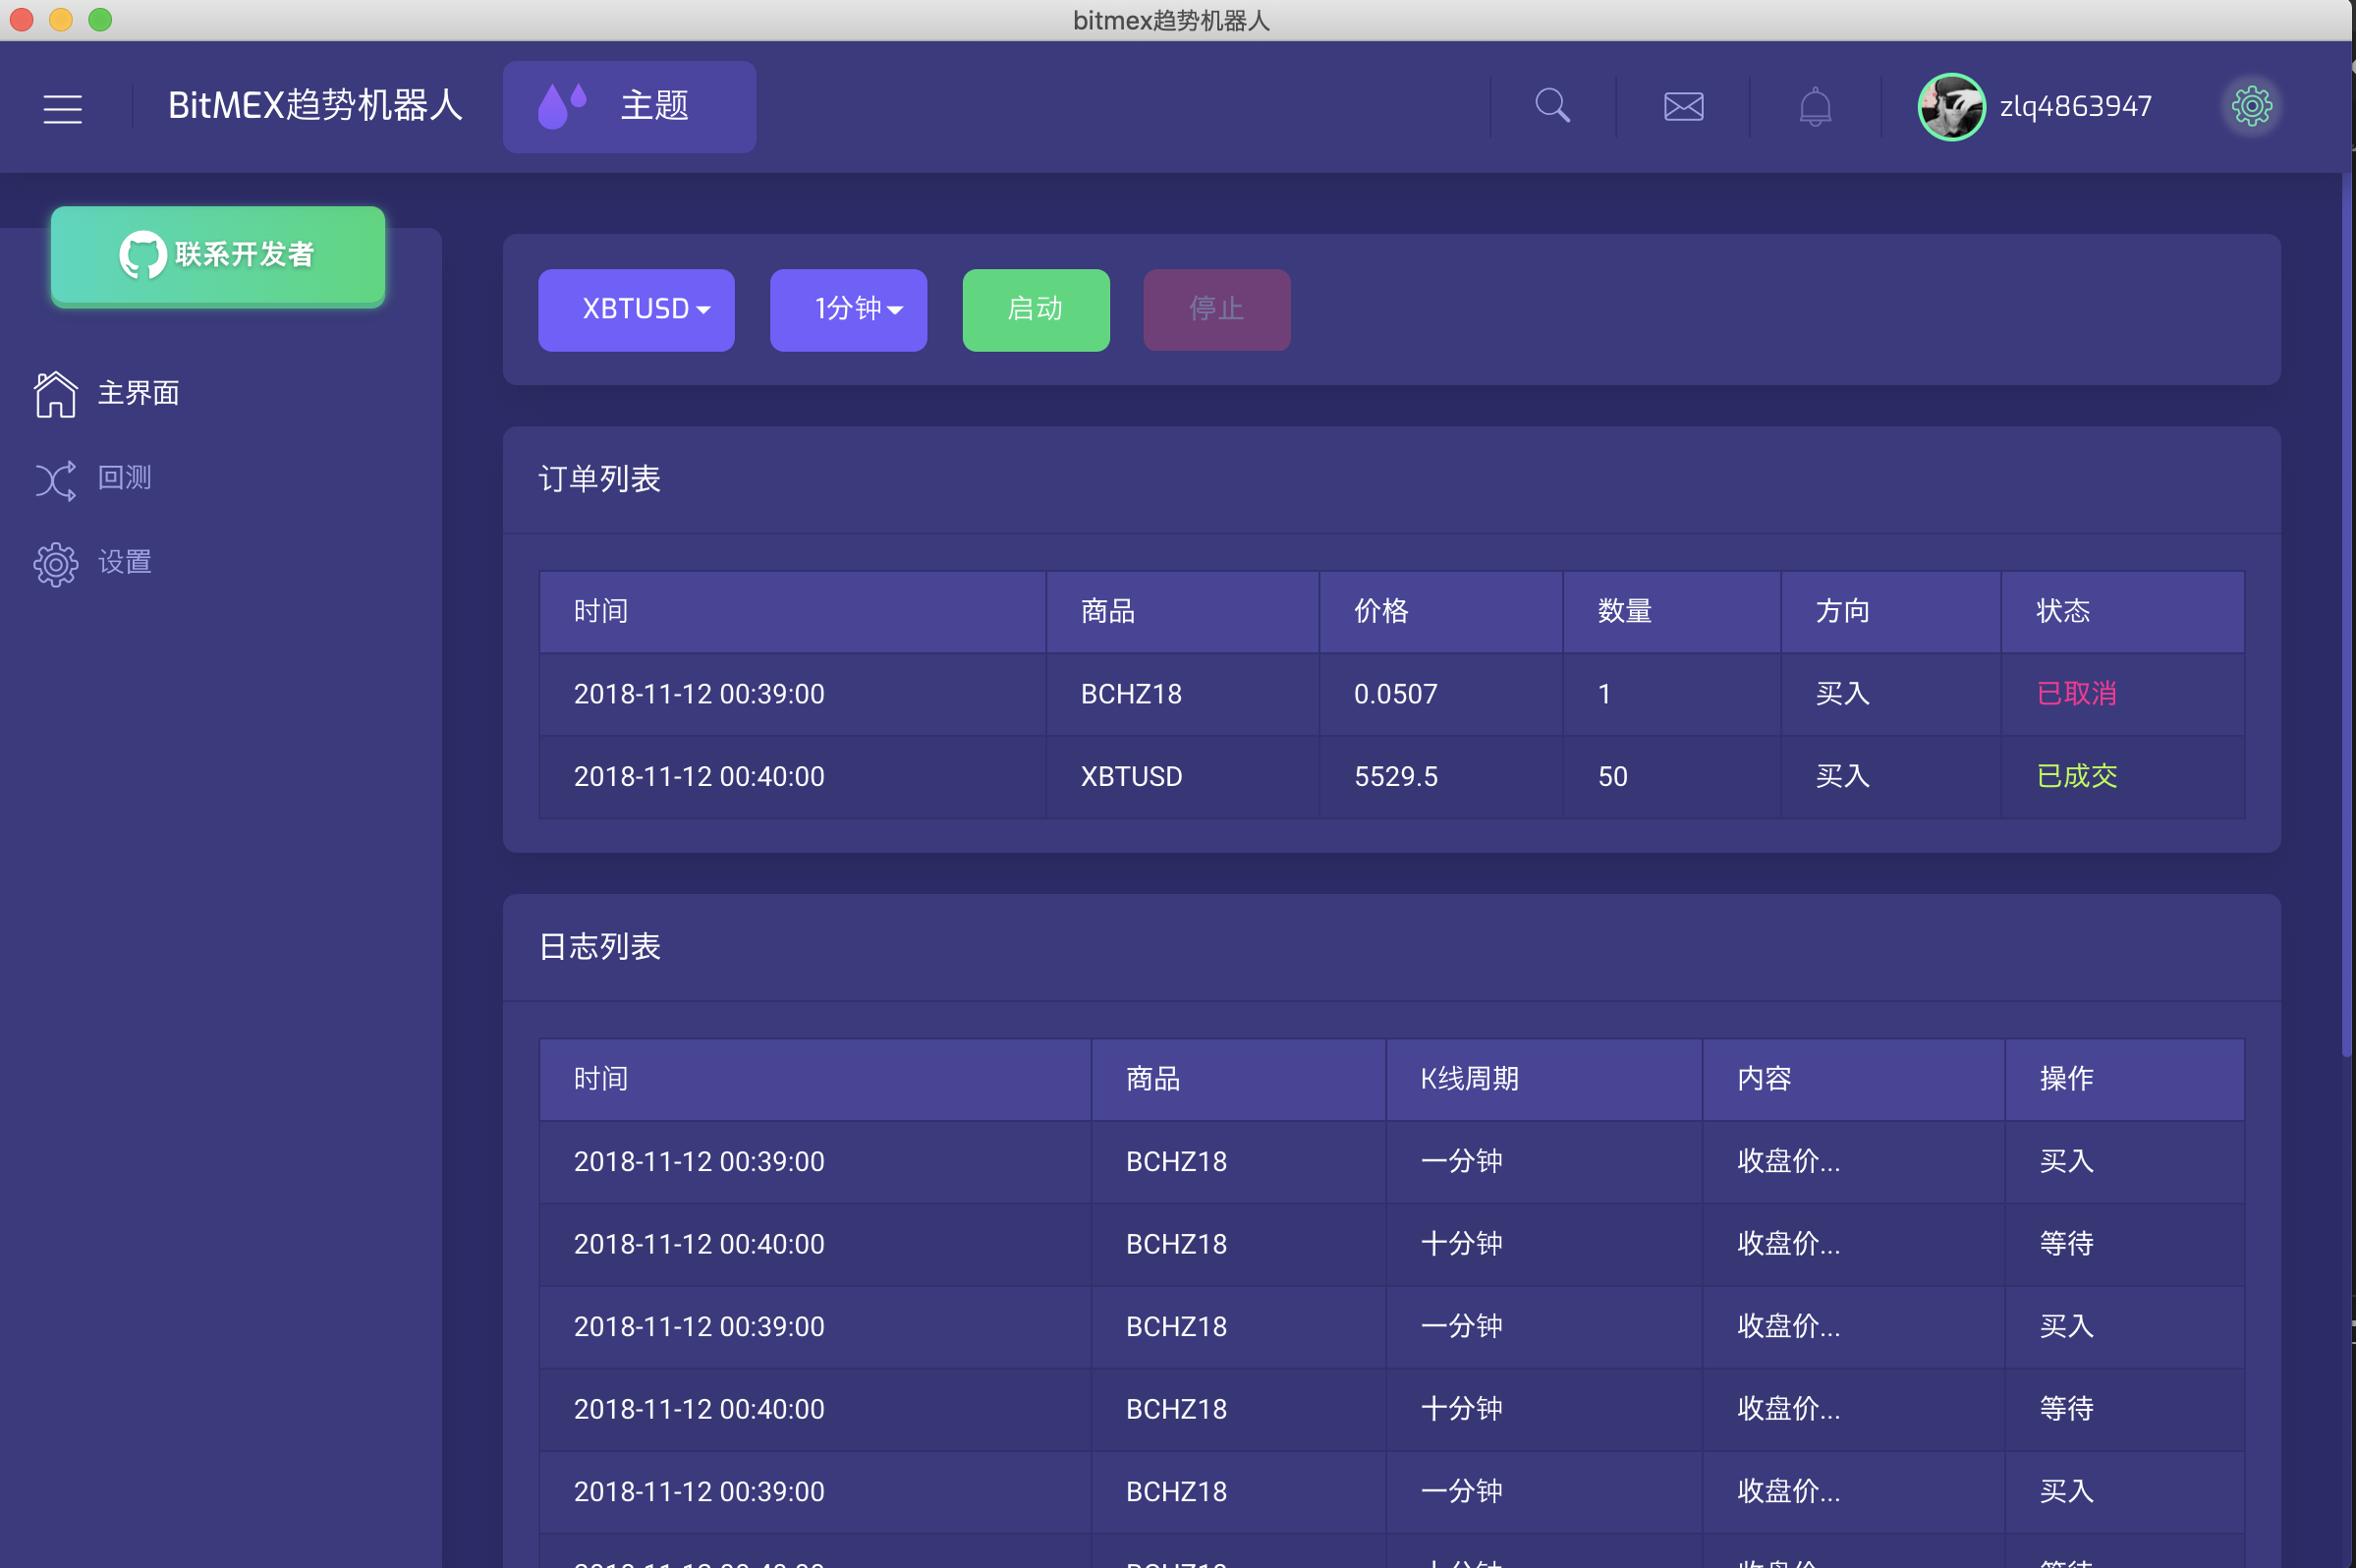 bitmex趋势机器人
BitMEX趋势机器人 主题 zlq4863947
联系开发者
主界面
回测
设置
XBTUSD 1分钟 启动 停止
订单列表
时间 商品 价格 数量 方向 状态
2018-11-12 00:39:00 BCHZ18 0.0507 1 买入 已取消
2018-11-12 00:40:00 XBTUSD 5529.5 50 买入 已成交
日志列表
时间 商品 K线周期 内容 操作
2018-11-12 00:39:00 BCHZ18 一分钟 收盘价... 买入
2018-11-12 00:40:00 BCHZ18 十分钟 收盘价... 等待
2018-11-12 00:39:00 BCHZ18 一分钟 收盘价... 买入
2018-11-12 00:40:00 BCHZ18 十分钟 收盘价... 等待
2018-11-12 00:39:00 BCHZ18 一分钟 收盘价... 买入